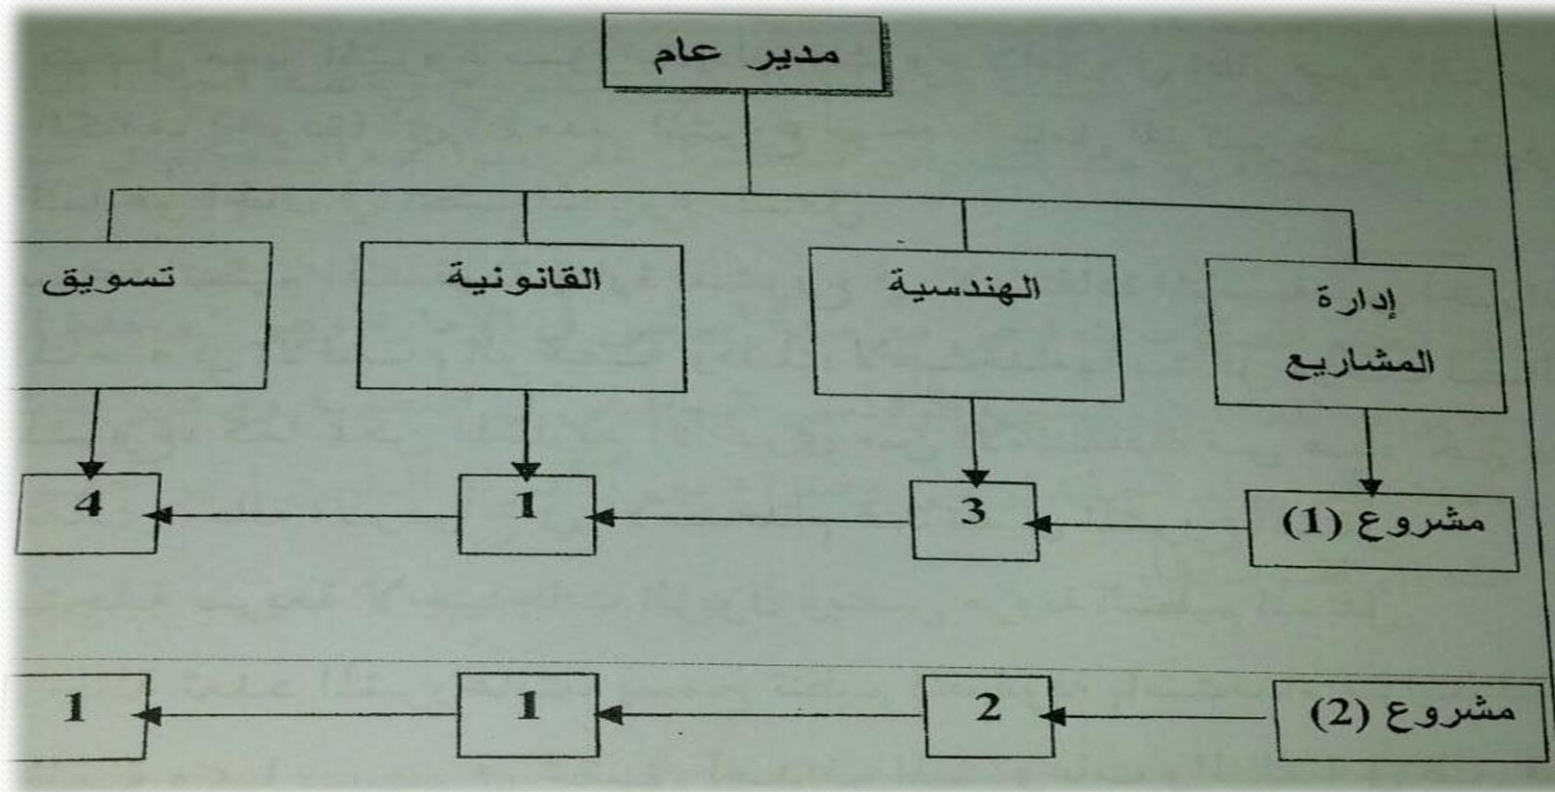 مدير عام
إدارة
المشاريع
الهندسية
القانونية
تسويق
مشروع (1)
3
1
4
مشروع (2)
2
1
1